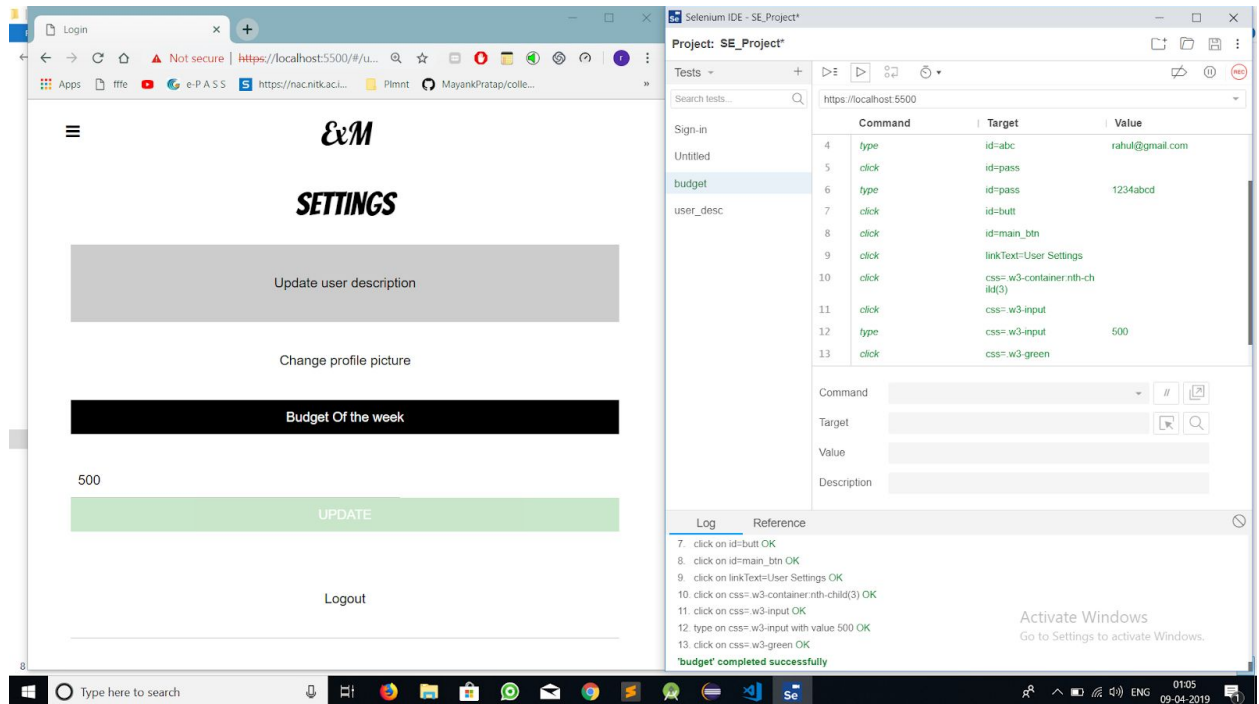 Login
Not secure | https://localhost:5500/#/u...
Apps fffe e-P A S S https://nac.nitk.ac.i... Plmnt MayankPratap/colle... »
ExM
SETTINGS
Update user description
Change profile picture
Budget Of the week
500
UPDATE
Logout
8
Selenium IDE - SE_Project*
Project: SE_Project*
Tests
Search tests...
Sign-in
Untitled
budget
user_desc
REC
https://localhost:5500
Command Target Value
4 type id=abc rahul@gmail.com
5 click id=pass
6 type id=pass 1234abcd
7 click id=butt
8 click id=main_btn
9 click linkText=User Settings
10 click css=.w3-container:nth-ch
ild(3)
11 click css=.w3-input
12 type css=.w3-input 500
13 click css=.w3-green
Command //
Target
Value
Description
Log Reference
7. click on id=butt OK
8. click on id=main_btn OK
9. click on linkText=User Settings OK
10. click on css=.w3-container:nth-child(3) OK
11. click on css=.w3-input OK
12. type on css=.w3-input with value 500 OK
13. click on css=.w3-green OK
'budget' completed successfully
Activate Windows
Go to Settings to activate Windows.
Type here to search
Se
ENG
01:05
09-04-2019